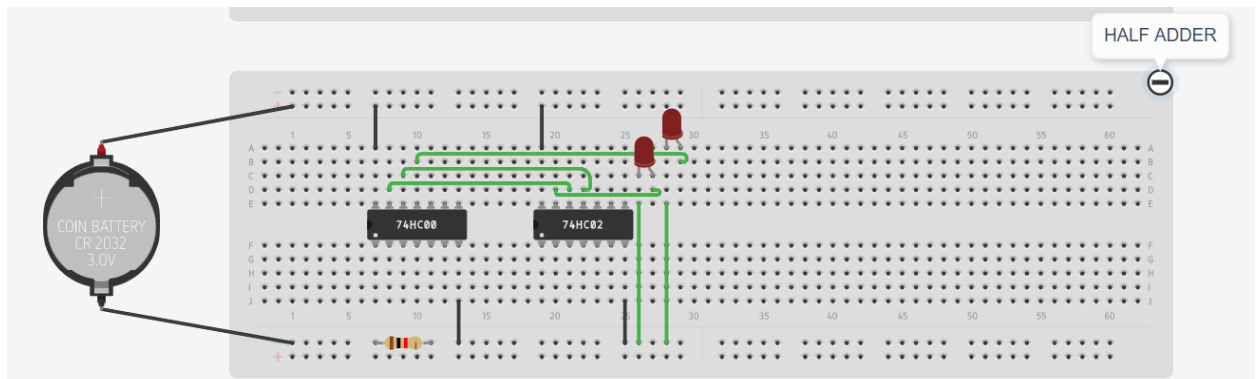 HALF ADDER
1 5 10 15 20 25 30 35 40 45 50 55 60
A A
B B
C C
D D
E E
74HC00 74HC02
COIN BATTERY
CR 2032
3.0V
F F
G G
H H
I I
J J
1 5 10 15 20 25 30 35 40 45 50 55 60